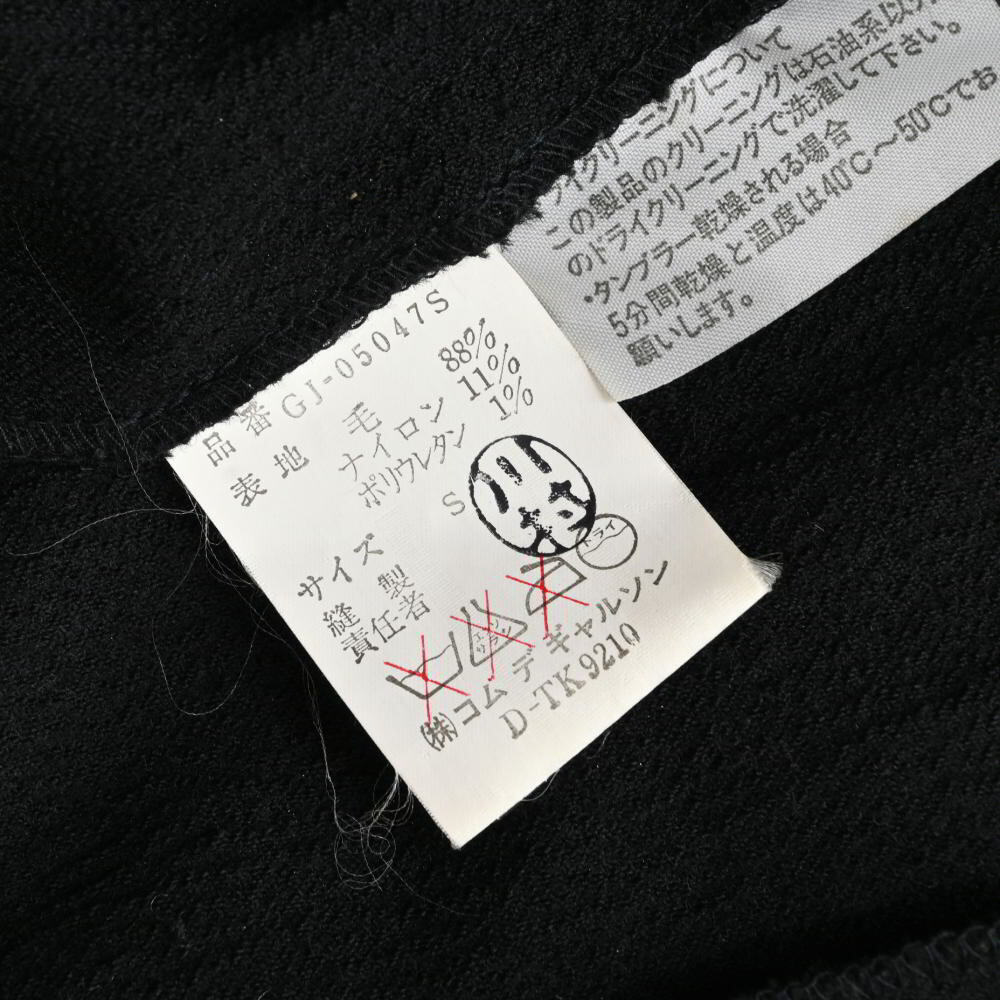 ライクリーニングについて
この製品のクリーニングは石油系以外
のドライクリーニングで洗濯して下さい。
・タンブラー乾燥される場合
5分間乾燥と温度は40℃〜50℃でお
願いします。
品番 GJ-05047S
表地 毛 88%
ナイロン 11%
ポリウレタン 1%
サイズ S
縫製
責任者
エンソ
サラシ
ドライ
㈱コム デ ギャルソン
D-TK9210